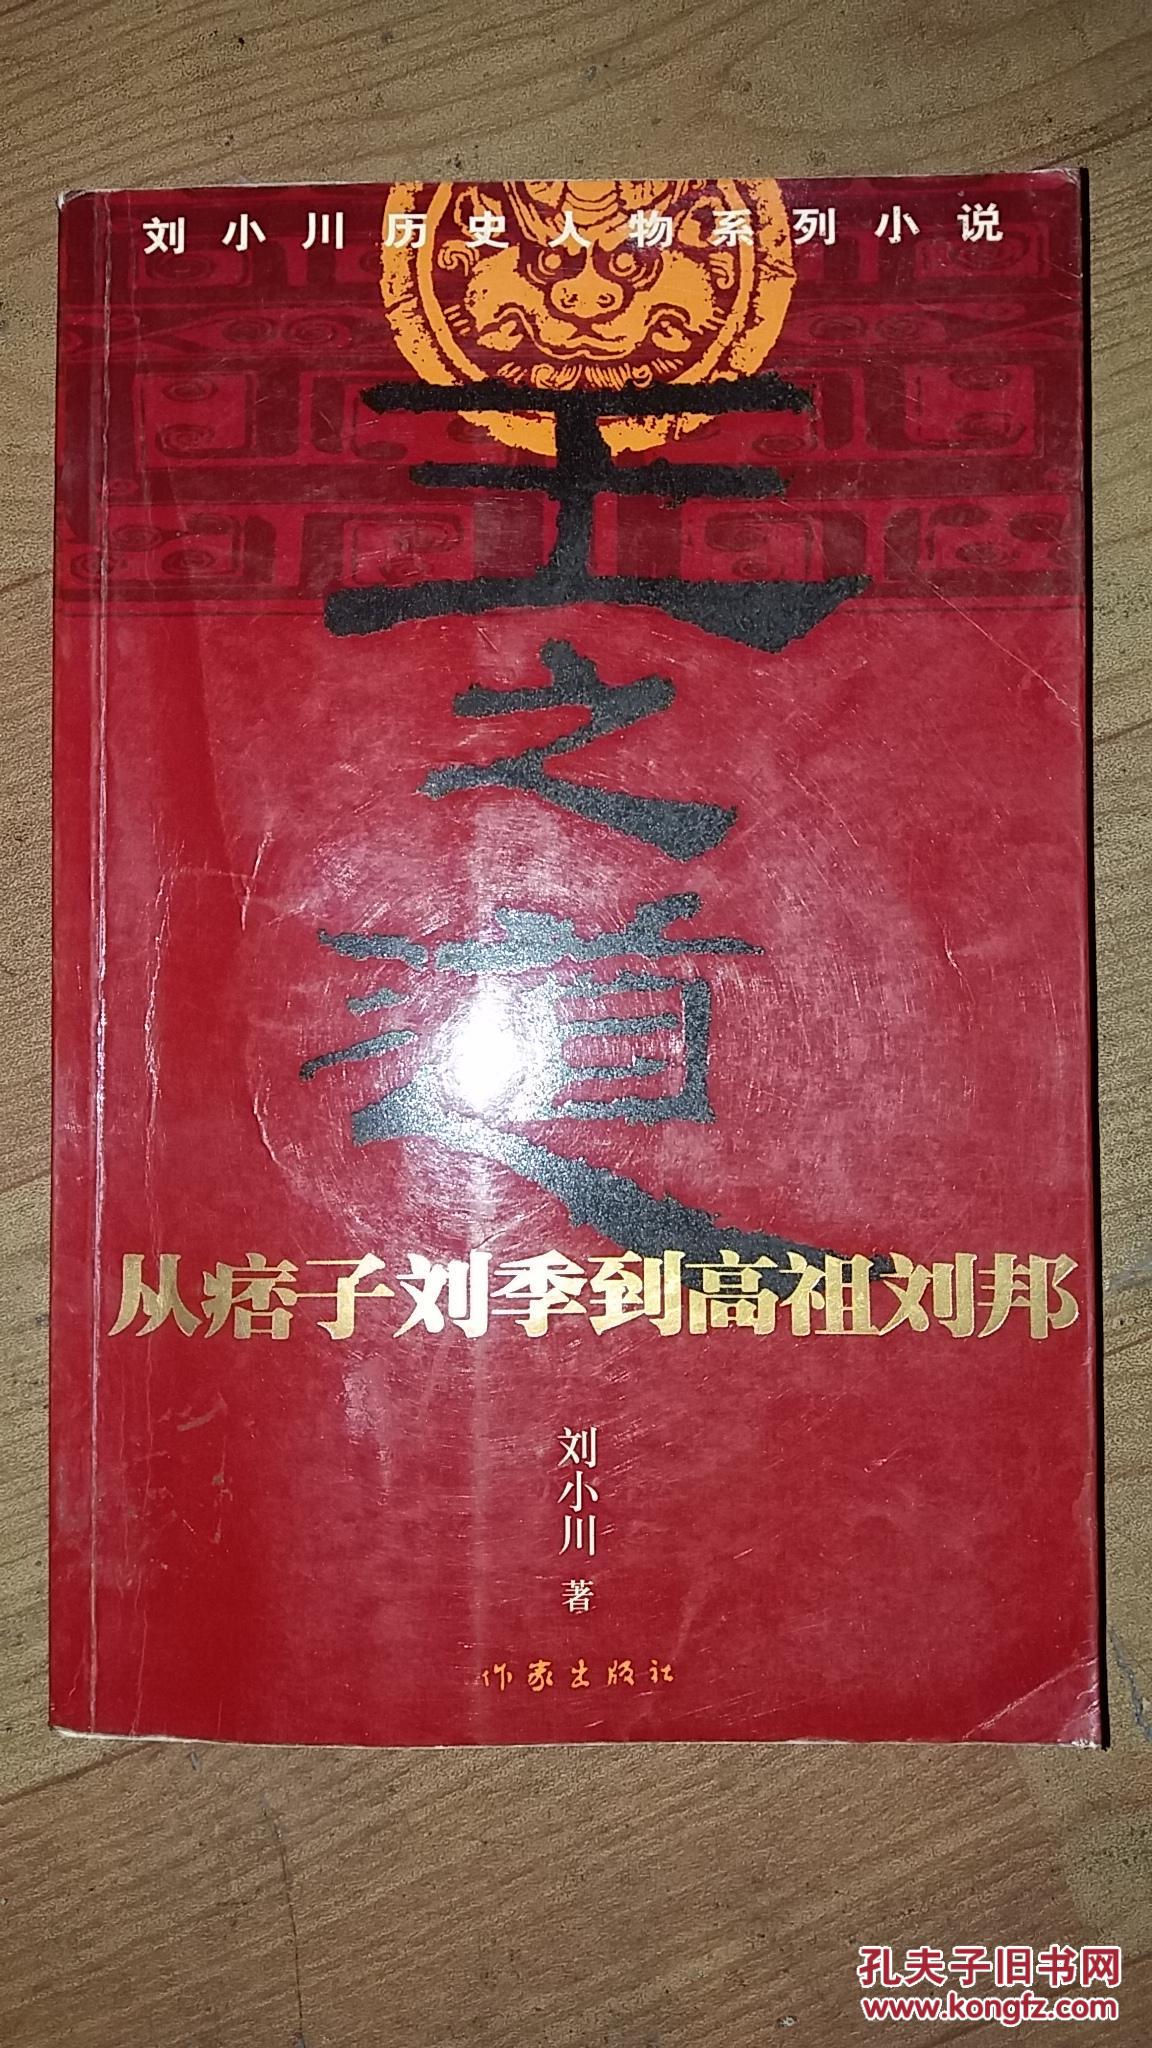 刘小川历史人物系列小说
王之道
从痞子刘季到高祖刘邦
刘小川 著
作家出版社
孔夫子旧书网
www.kongfz.com